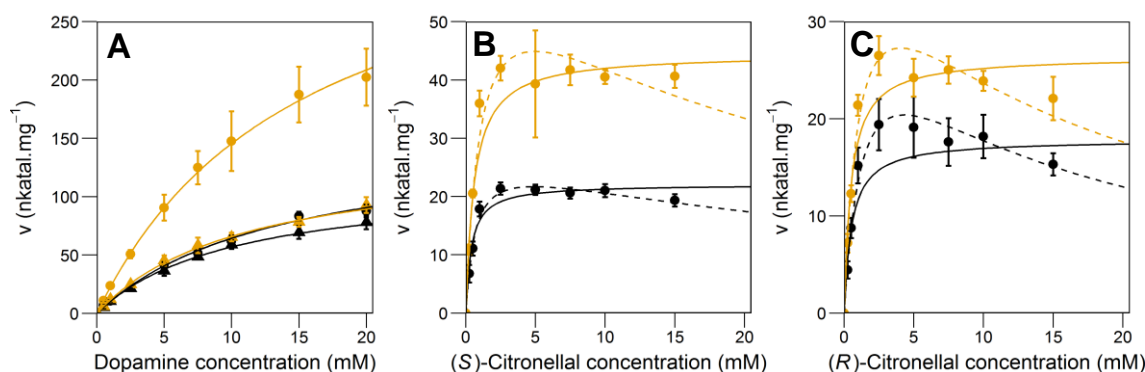 A
v (nkatal.mg⁻¹)
250
200
150
100
50
0
0 5 10 15 20
Dopamine concentration (mM)
B
v (nkatal.mg⁻¹)
50
40
30
20
10
0
0 5 10 15 20
(S)-Citronellal concentration (mM)
C
v (nkatal.mg⁻¹)
30
20
10
0
0 5 10 15 20
(R)-Citronellal concentration (mM)